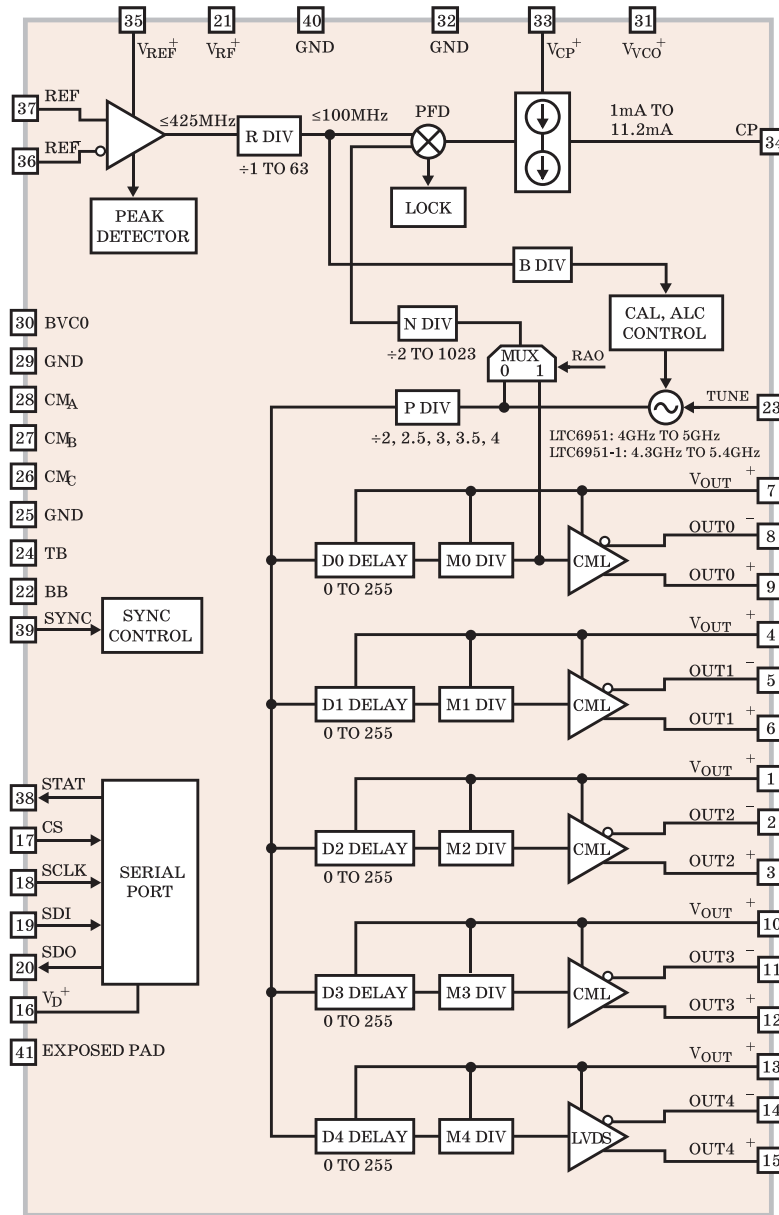 35
21
40
32
33
31
VREF+
VRF+
GND
GND
VCP+
VVCO+
37
REF
36
REF-
≤425MHz
R DIV
÷1 TO 63
≤100MHz
PFD
LOCK
1mA TO
11.2mA
CP
34
PEAK
DETECTOR
B DIV
CAL, ALC
CONTROL
N DIV
÷2 TO 1023
MUX
0 1
RAO
P DIV
÷2, 2.5, 3, 3.5, 4
TUNE
23
LTC6951: 4GHz TO 5GHz
LTC6951-1: 4.3GHz TO 5.4GHz
30 BVC0
29 GND
28 CMA
27 CMB
26 CMC
25 GND
24 TB
22 BB
39 SYNC
SYNC
CONTROL
VOUT+
7
D0 DELAY
0 TO 255
M0 DIV
CML
OUT0-
8
OUT0+
9
VOUT+
4
D1 DELAY
0 TO 255
M1 DIV
CML
OUT1-
5
OUT1+
6
VOUT+
1
D2 DELAY
0 TO 255
M2 DIV
CML
OUT2-
2
OUT2+
3
VOUT+
10
D3 DELAY
0 TO 255
M3 DIV
CML
OUT3-
11
OUT3+
12
VOUT+
13
D4 DELAY
0 TO 255
M4 DIV
LVDS
OUT4-
14
OUT4+
15
38 STAT
17 CS
18 SCLK
19 SDI
20 SDO
16 VD+
SERIAL
PORT
41 EXPOSED PAD